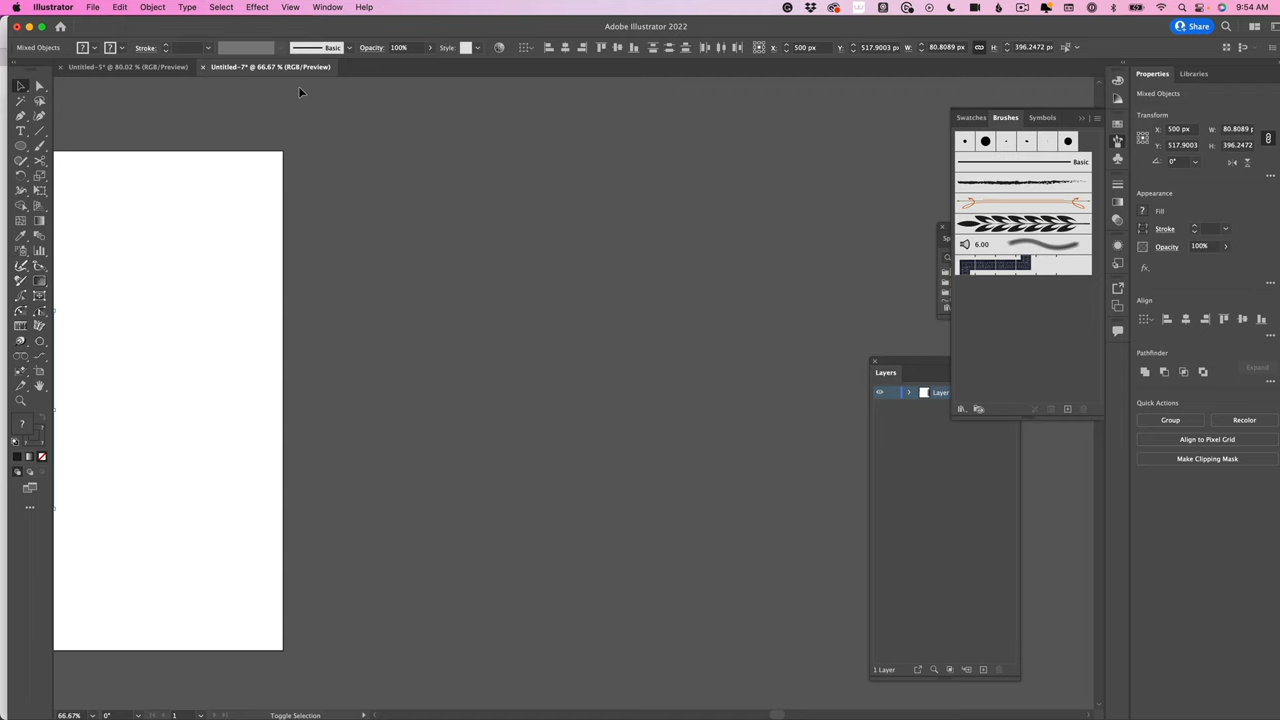 Illustrator File Edit Object Type Select Effect View Window Help 9:54 AM
Adobe Illustrator 2022
Share
Mixed Objects ? ? Stroke: Basic Opacity: 100% Style: X: 500 px Y: 517.9003 W: 80.8089 px H: 396.2472 px
Untitled-5* @ 80.02 % (RGB/Preview) Untitled-7* @ 66.67 % (RGB/Preview)
Properties Libraries
Mixed Objects
Transform
X: 500 px W: 80.8089
Y: 517.9003 H: 396.2472
0°
Appearance
? Fill
Stroke
Opacity 100%
fx.
Align
Pathfinder
Expand
Quick Actions
Group Recolor
Align to Pixel Grid
Make Clipping Mask
Swatches Brushes Symbols
Basic
6.00
Layers
Layer
1 Layer
?
66.67% 0° 1 Toggle Selection